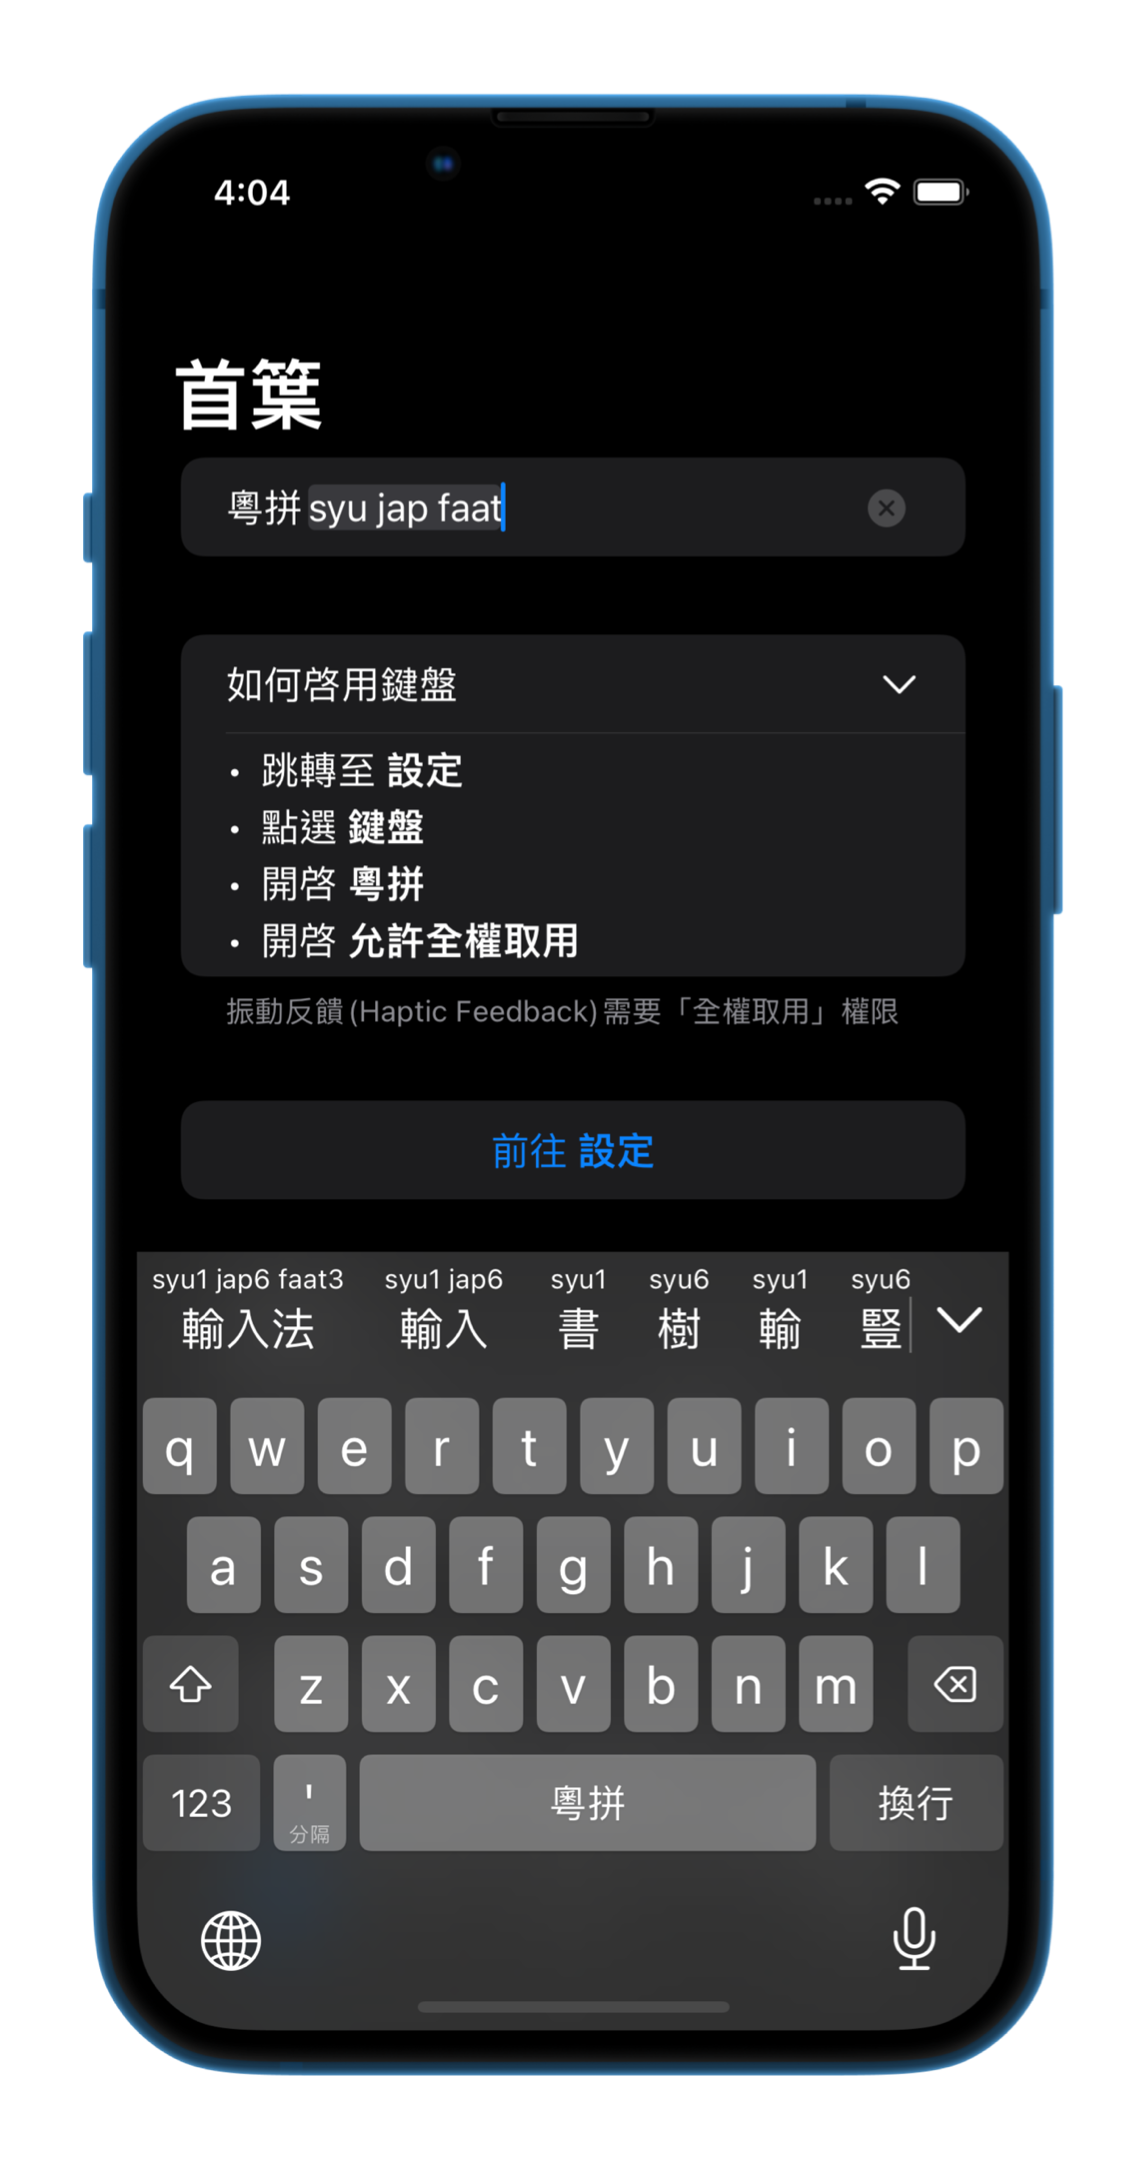 4:04
首葉
粵拼 syu jap faat
如何啓用鍵盤
• 跳轉至 設定
• 點選 鍵盤
• 開啓 粵拼
• 開啓 允許全權取用
振動反饋 (Haptic Feedback) 需要「全權取用」權限
前往 設定
syu1 jap6 faat3 syu1 jap6 syu1 syu6 syu1 syu6
輸入法 輸入 書 樹 輸 豎
q w e r t y u i o p
a s d f g h j k l
z x c v b n m
123 ' 粵拼 換行
分隔